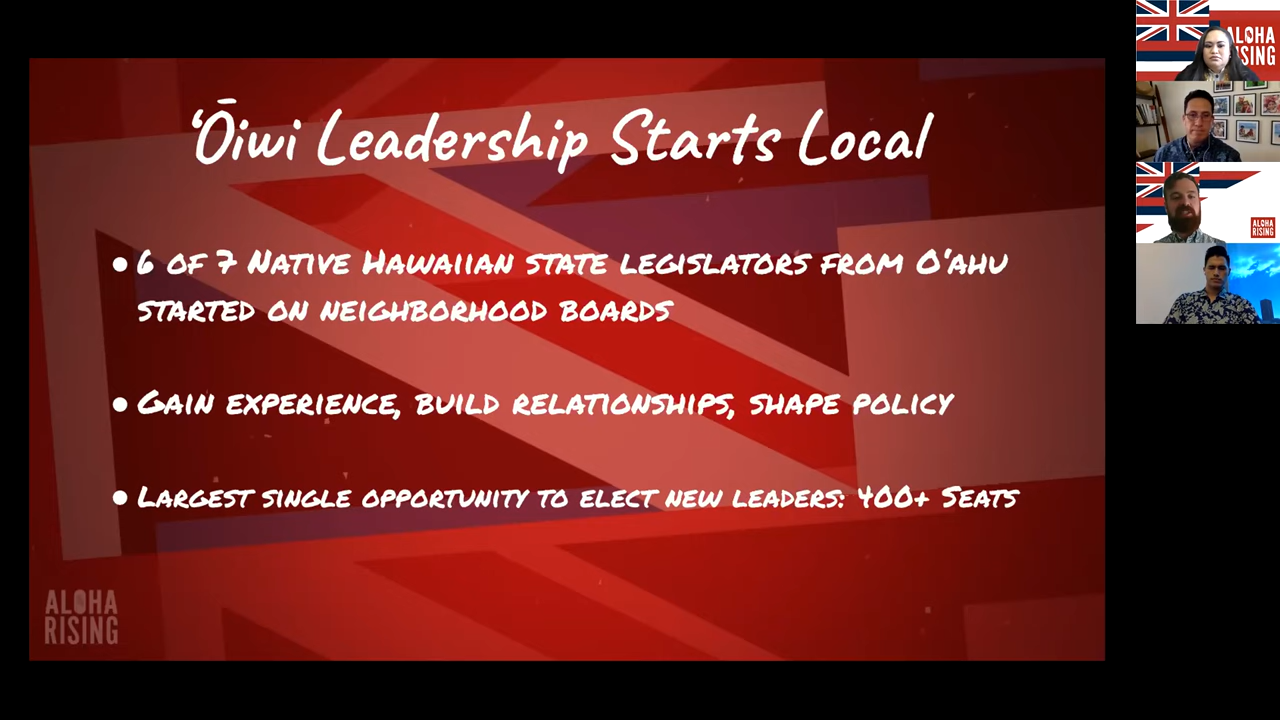 ʻŌiwi Leadership Starts Local
● 6 OF 7 NATIVE HAWAIIAN STATE LEGISLATORS FROM O'AHU
STARTED ON NEIGHBORHOOD BOARDS
● GAIN EXPERIENCE, BUILD RELATIONSHIPS, SHAPE POLICY
● LARGEST SINGLE OPPORTUNITY TO ELECT NEW LEADERS: 400+ SEATS
ALOHA
RISING
ALOHA
RISING
ALOHA
RISING